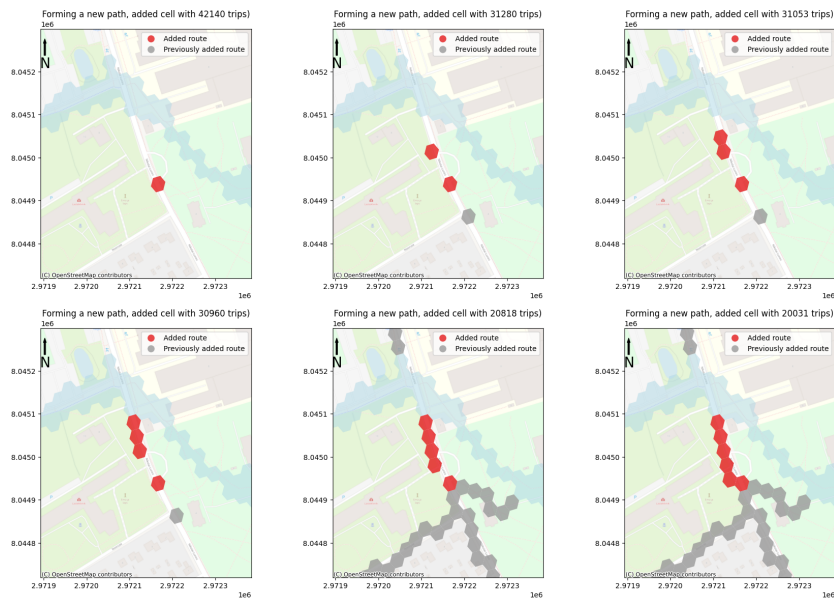 Forming a new path, added cell with 42140 trips)
1e6
Added route
Previously added route
N
8.0452
8.0451
8.0450
8.0449
8.0448
(C) OpenStreetMap contributors
2.9719 2.9720 2.9721 2.9722 2.9723
1e6
Forming a new path, added cell with 31280 trips)
1e6
Added route
Previously added route
N
8.0452
8.0451
8.0450
8.0449
8.0448
(C) OpenStreetMap contributors
2.9719 2.9720 2.9721 2.9722 2.9723
1e6
Forming a new path, added cell with 31053 trips)
1e6
Added route
Previously added route
N
8.0452
8.0451
8.0450
8.0449
8.0448
(C) OpenStreetMap contributors
2.9719 2.9720 2.9721 2.9722 2.9723
1e6
Forming a new path, added cell with 30960 trips)
1e6
Added route
Previously added route
N
8.0452
8.0451
8.0450
8.0449
8.0448
(C) OpenStreetMap contributors
2.9719 2.9720 2.9721 2.9722 2.9723
1e6
Forming a new path, added cell with 20818 trips)
1e6
Added route
Previously added route
N
8.0452
8.0451
8.0450
8.0449
8.0448
(C) OpenStreetMap contributors
2.9719 2.9720 2.9721 2.9722 2.9723
1e6
Forming a new path, added cell with 20031 trips)
1e6
Added route
Previously added route
N
8.0452
8.0451
8.0450
8.0449
8.0448
(C) OpenStreetMap contributors
2.9719 2.9720 2.9721 2.9722 2.9723
1e6